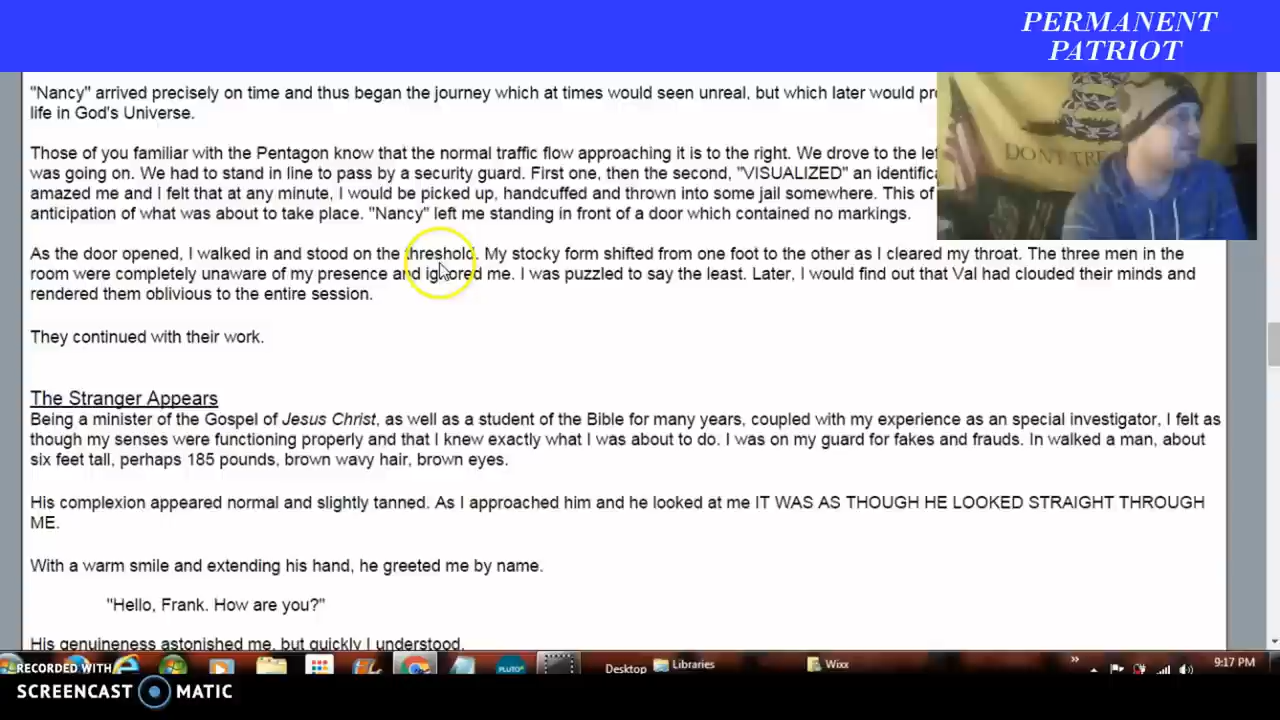 PERMANENT
PATRIOT
"Nancy" arrived precisely on time and thus began the journey which at times would seen unreal, but which later would
life in God's Universe.
Those of you familiar with the Pentagon know that the normal traffic flow approaching it is to the right. We drove to the
was going on. We had to stand in line to pass by a security guard. First one, then the second, "VISUALIZED" an
amazed me and I felt that at any minute, I would be picked up, handcuffed and thrown into some jail somewhere. This of
anticipation of what was about to take place. "Nancy" left me standing in front of a door which contained no markings.
DON'T
As the door opened, I walked in and stood on the threshold. My stocky form shifted from one foot to the other as I cleared my throat. The three men in the
room were completely unaware of my presence and ignored me. I was puzzled to say the least. Later, I would find out that Val had clouded their minds and
rendered them oblivious to the entire session.
They continued with their work.
The Stranger Appears
Being a minister of the Gospel of Jesus Christ, as well as a student of the Bible for many years, coupled with my experience as an special investigator, I felt as
though my senses were functioning properly and that I knew exactly what I was about to do. I was on my guard for fakes and frauds. In walked a man, about
six feet tall, perhaps 185 pounds, brown wavy hair, brown eyes.
His complexion appeared normal and slightly tanned. As I approached him and he looked at me IT WAS AS THOUGH HE LOOKED STRAIGHT THROUGH
ME.
With a warm smile and extending his hand, he greeted me by name.
"Hello, Frank. How are you?"
His genuineness astonished me, but quickly I understood.
RECORDED WITH
PLUTO
Desktop
Libraries
Wixx
9:17 PM
SCREENCAST MATIC